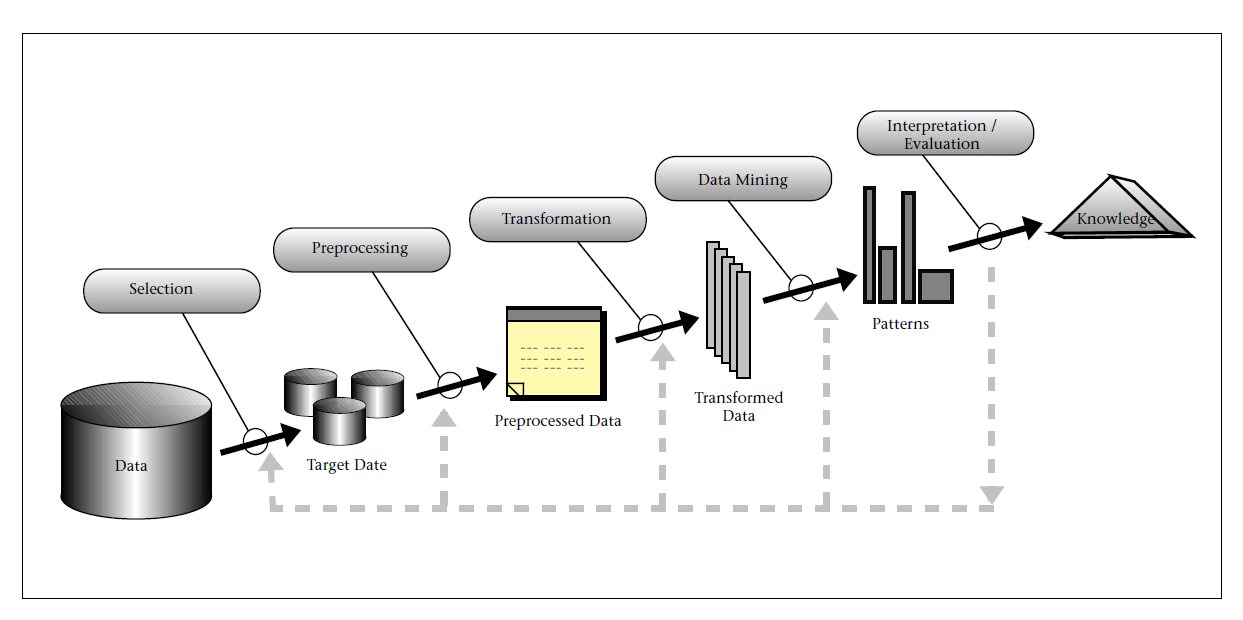 Interpretation /
Evaluation
Data Mining
Transformation
Preprocessing
Selection
Knowledge
Patterns
Transformed
Data
Preprocessed Data
Target Date
Data